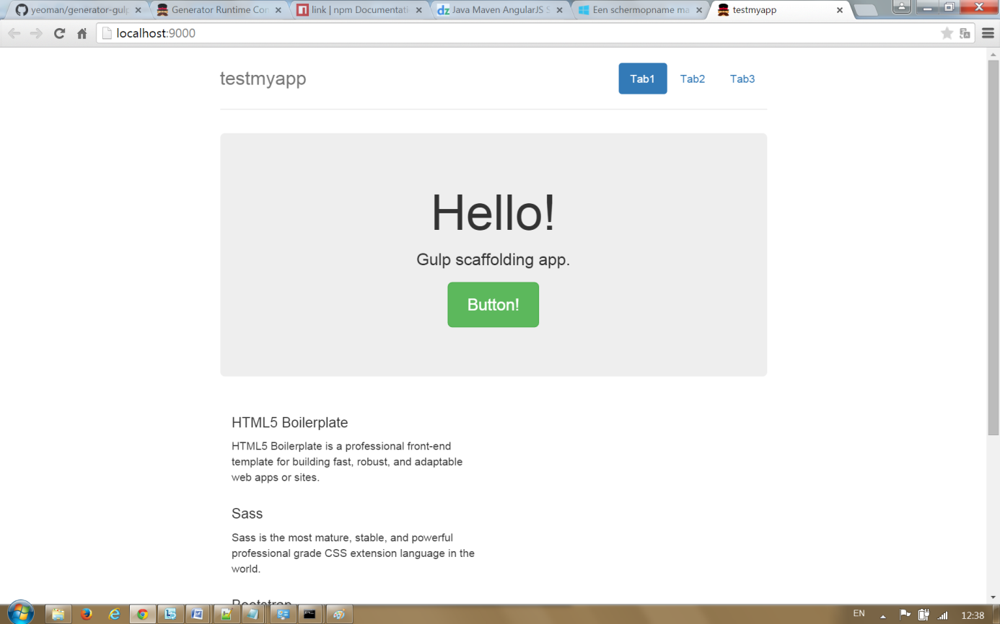 yeoman/generator-gulp
Generator Runtime Con
link | npm Documentati
dz Java Maven AngularJS S
Een schermopname ma
testmyapp
localhost:9000
testmyapp
Tab1
Tab2
Tab3
Hello!
Gulp scaffolding app.
Button!
HTML5 Boilerplate
HTML5 Boilerplate is a professional front-end
template for building fast, robust, and adaptable
web apps or sites.
Sass
Sass is the most mature, stable, and powerful
professional grade CSS extension language in the
world.
Bootstrap
EN
12:38